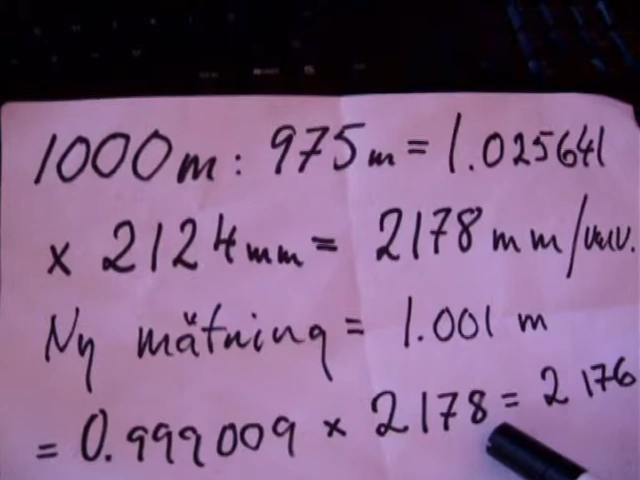 1000m : 975m = 1.025641
x 2124mm = 2178 mm/varv.
Ny mätning = 1.001 m
= 0.999009 x 2178 = 2176